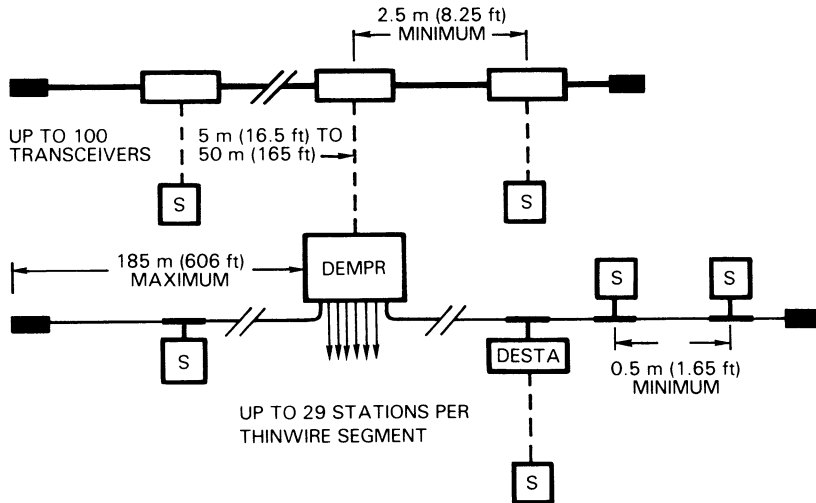 2.5 m (8.25 ft)
MINIMUM
UP TO 100
TRANSCEIVERS
5 m (16.5 ft) TO
50 m (165 ft)
S
S
185 m (606 ft)
MAXIMUM
DEMPR
S
S
S
DESTA
0.5 m (1.65 ft)
MINIMUM
UP TO 29 STATIONS PER
THINWIRE SEGMENT
S